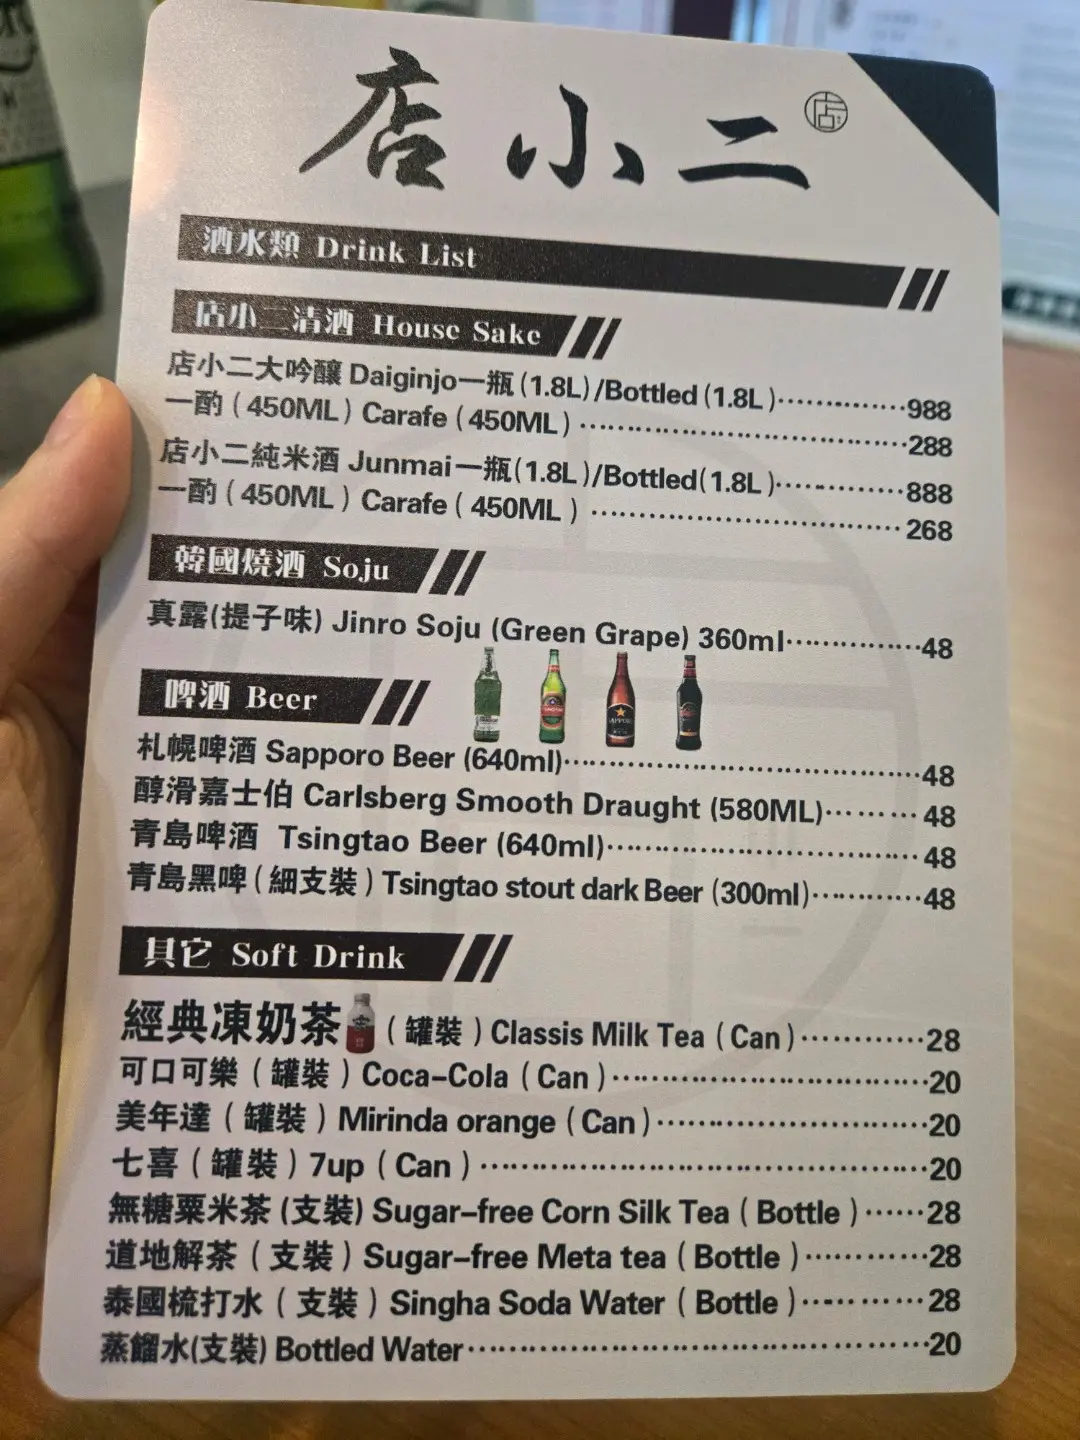 店小二
店
酒水類 Drink List
店小二清酒 House Sake
店小二大吟釀 Daiginjo一瓶(1.8L)/Bottled(1.8L)··············988
一酌(450ML) Carafe(450ML)··································288
店小二純米酒 Junmai一瓶(1.8L)/Bottled(1.8L)··············888
一酌(450ML) Carafe(450ML)································268
韓國燒酒 Soju
真露(提子味) Jinro Soju (Green Grape) 360ml···············48
啤酒 Beer
札幌啤酒 Sapporo Beer (640ml)·······································48
醇滑嘉士伯 Carlsberg Smooth Draught (580ML)·········48
青島啤酒 Tsingtao Beer (640ml)··································48
青島黑啤(細支裝)Tsingtao stout dark Beer (300ml)············48
其它 Soft Drink
經典凍奶茶(罐裝)Classis Milk Tea(Can)············28
可口可樂(罐裝)Coca-Cola(Can)··································20
美年達(罐裝)Mirinda orange(Can)······························20
七喜(罐裝)7up(Can)················································20
無糖粟米茶(支裝) Sugar-free Corn Silk Tea(Bottle)······28
道地解茶(支裝)Sugar-free Meta tea(Bottle)············28
泰國梳打水(支裝)Singha Soda Water(Bottle)············28
蒸餾水(支裝) Bottled Water··············································20